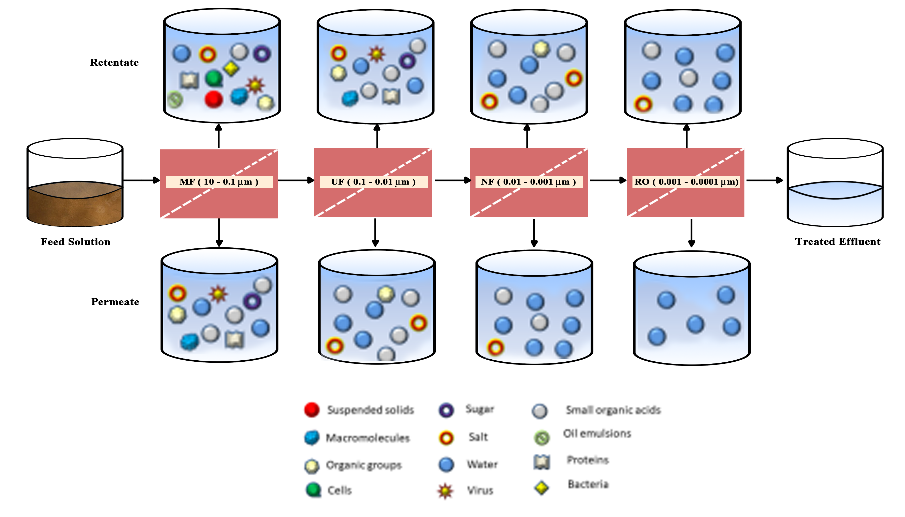 Retentate
MF ( 10 - 0.1 µm )
UF ( 0.1 - 0.01 µm )
NF ( 0.01 - 0.001 µm )
RO ( 0.001 - 0.0001 µm)
Feed Solution
Treated Effluent
Permeate
Suspended solids
Sugar
Small organic acids
Macromolecules
Salt
Oil emulsions
Organic groups
Water
Proteins
Cells
Virus
Bacteria